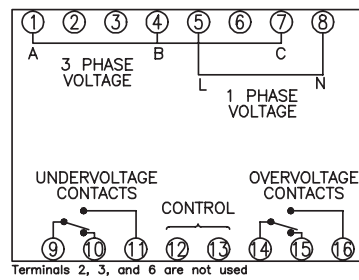 1 2 3 4 5 6 7 8
A B C
3 PHASE
VOLTAGE
L N
1 PHASE
VOLTAGE
UNDERVOLTAGE
CONTACTS
CONTROL
OVERVOLTAGE
CONTACTS
9 10 11 12 13 14 15 16
Terminals 2, 3, and 6 are not used